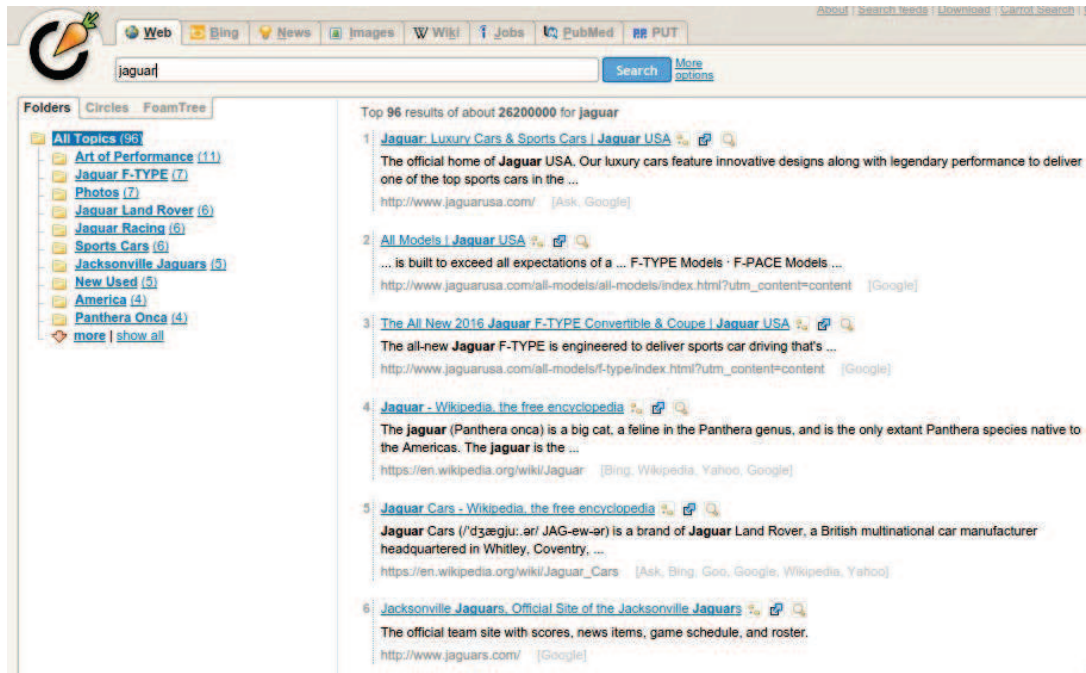 About | Search feeds | Download | Carrot Search |
Web Bing News Images Wiki Jobs PubMed PUT
jaguar Search More options
Folders Circles FoamTree
All Topics (96)
Art of Performance (11)
Jaguar F-TYPE (7)
Photos (7)
Jaguar Land Rover (6)
Jaguar Racing (6)
Sports Cars (6)
Jacksonville Jaguars (5)
New Used (5)
America (4)
Panthera Onca (4)
more | show all
Top 96 results of about 26200000 for jaguar
1 Jaguar: Luxury Cars & Sports Cars | Jaguar USA
The official home of Jaguar USA. Our luxury cars feature innovative designs along with legendary performance to deliver
one of the top sports cars in the ...
http://www.jaguarusa.com/ [Ask, Google]
2 All Models | Jaguar USA
... is built to exceed all expectations of a ... F-TYPE Models · F-PACE Models ...
http://www.jaguarusa.com/all-models/all-models/index.html?utm_content=content [Google]
3 The All New 2016 Jaguar F-TYPE Convertible & Coupe | Jaguar USA
The all-new Jaguar F-TYPE is engineered to deliver sports car driving that's ...
http://www.jaguarusa.com/all-models/f-type/index.html?utm_content=content [Google]
4 Jaguar - Wikipedia, the free encyclopedia
The jaguar (Panthera onca) is a big cat, a feline in the Panthera genus, and is the only extant Panthera species native to
the Americas. The jaguar is the ...
https://en.wikipedia.org/wiki/Jaguar [Bing, Wikipedia, Yahoo, Google]
5 Jaguar Cars - Wikipedia, the free encyclopedia
Jaguar Cars (/ˈdʒæɡjuː.ər/ JAG-ew-ər) is a brand of Jaguar Land Rover, a British multinational car manufacturer
headquartered in Whitley, Coventry, ...
https://en.wikipedia.org/wiki/Jaguar_Cars [Ask, Bing, Goo, Google, Wikipedia, Yahoo]
6 Jacksonville Jaguars, Official Site of the Jacksonville Jaguars
The official team site with scores, news items, game schedule, and roster.
http://www.jaguars.com/ [Google]